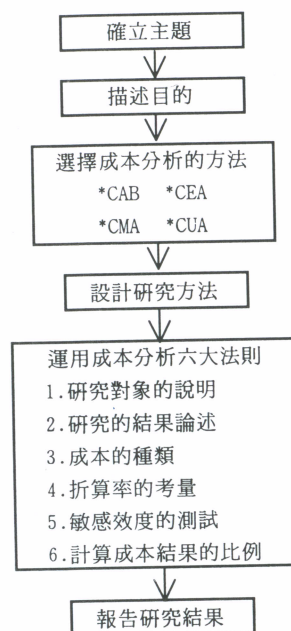 確立主題
描述目的
選擇成本分析的方法
*CAB *CEA
*CMA *CUA
設計研究方法
運用成本分析六大法則
1.研究對象的說明
2.研究的結果論述
3.成本的種類
4.折算率的考量
5.敏感效度的測試
6.計算成本結果的比例
報告研究結果